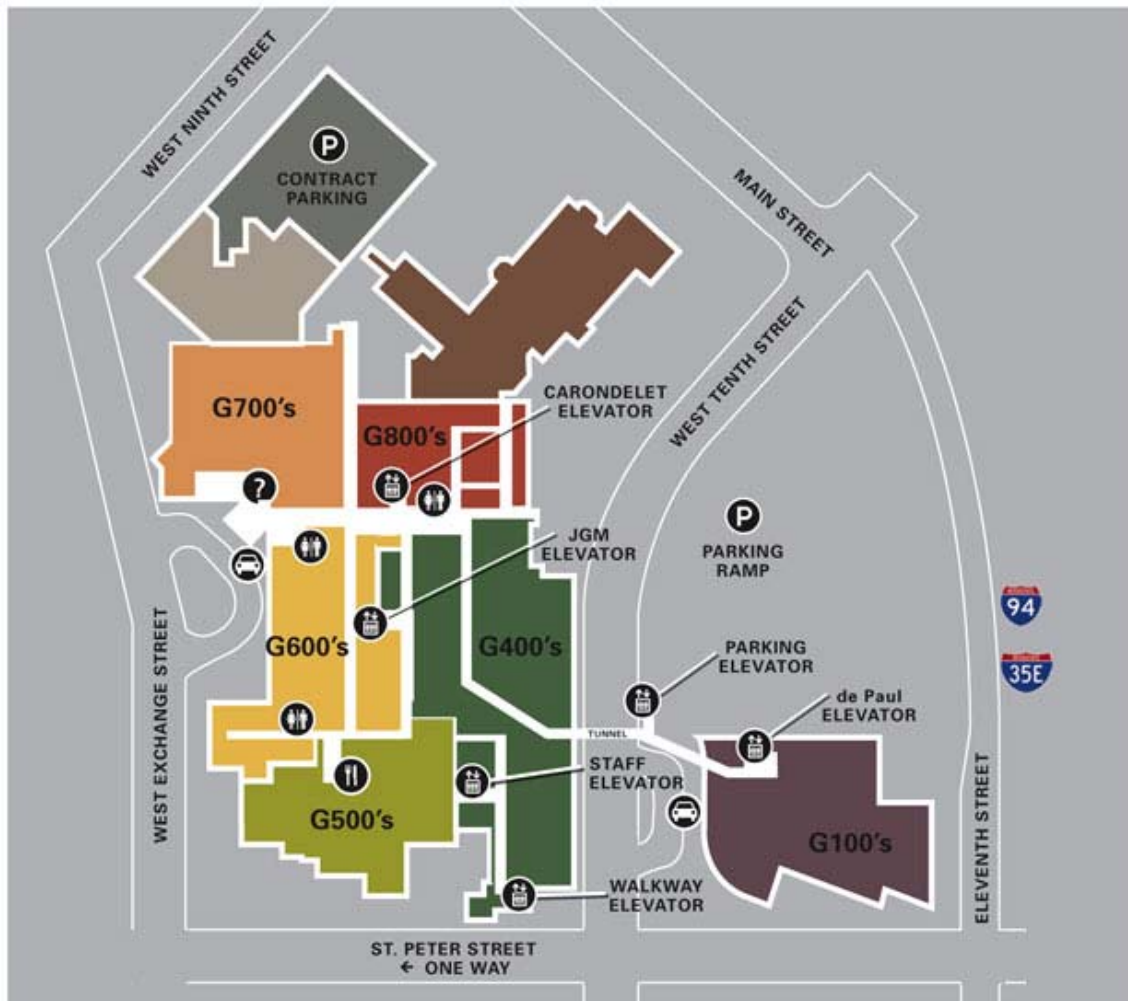 WEST NINTH STREET
P
CONTRACT
PARKING
MAIN STREET
WEST TENTH STREET
CARONDELET
ELEVATOR
G700's
G800's
?
P
PARKING
RAMP
JGM
ELEVATOR
94
35E
G600's
G400's
WEST EXCHANGE STREET
PARKING
ELEVATOR
de Paul
ELEVATOR
TUNNEL
STAFF
ELEVATOR
G500's
G100's
ELEVENTH STREET
WALKWAY
ELEVATOR
ST. PETER STREET
← ONE WAY